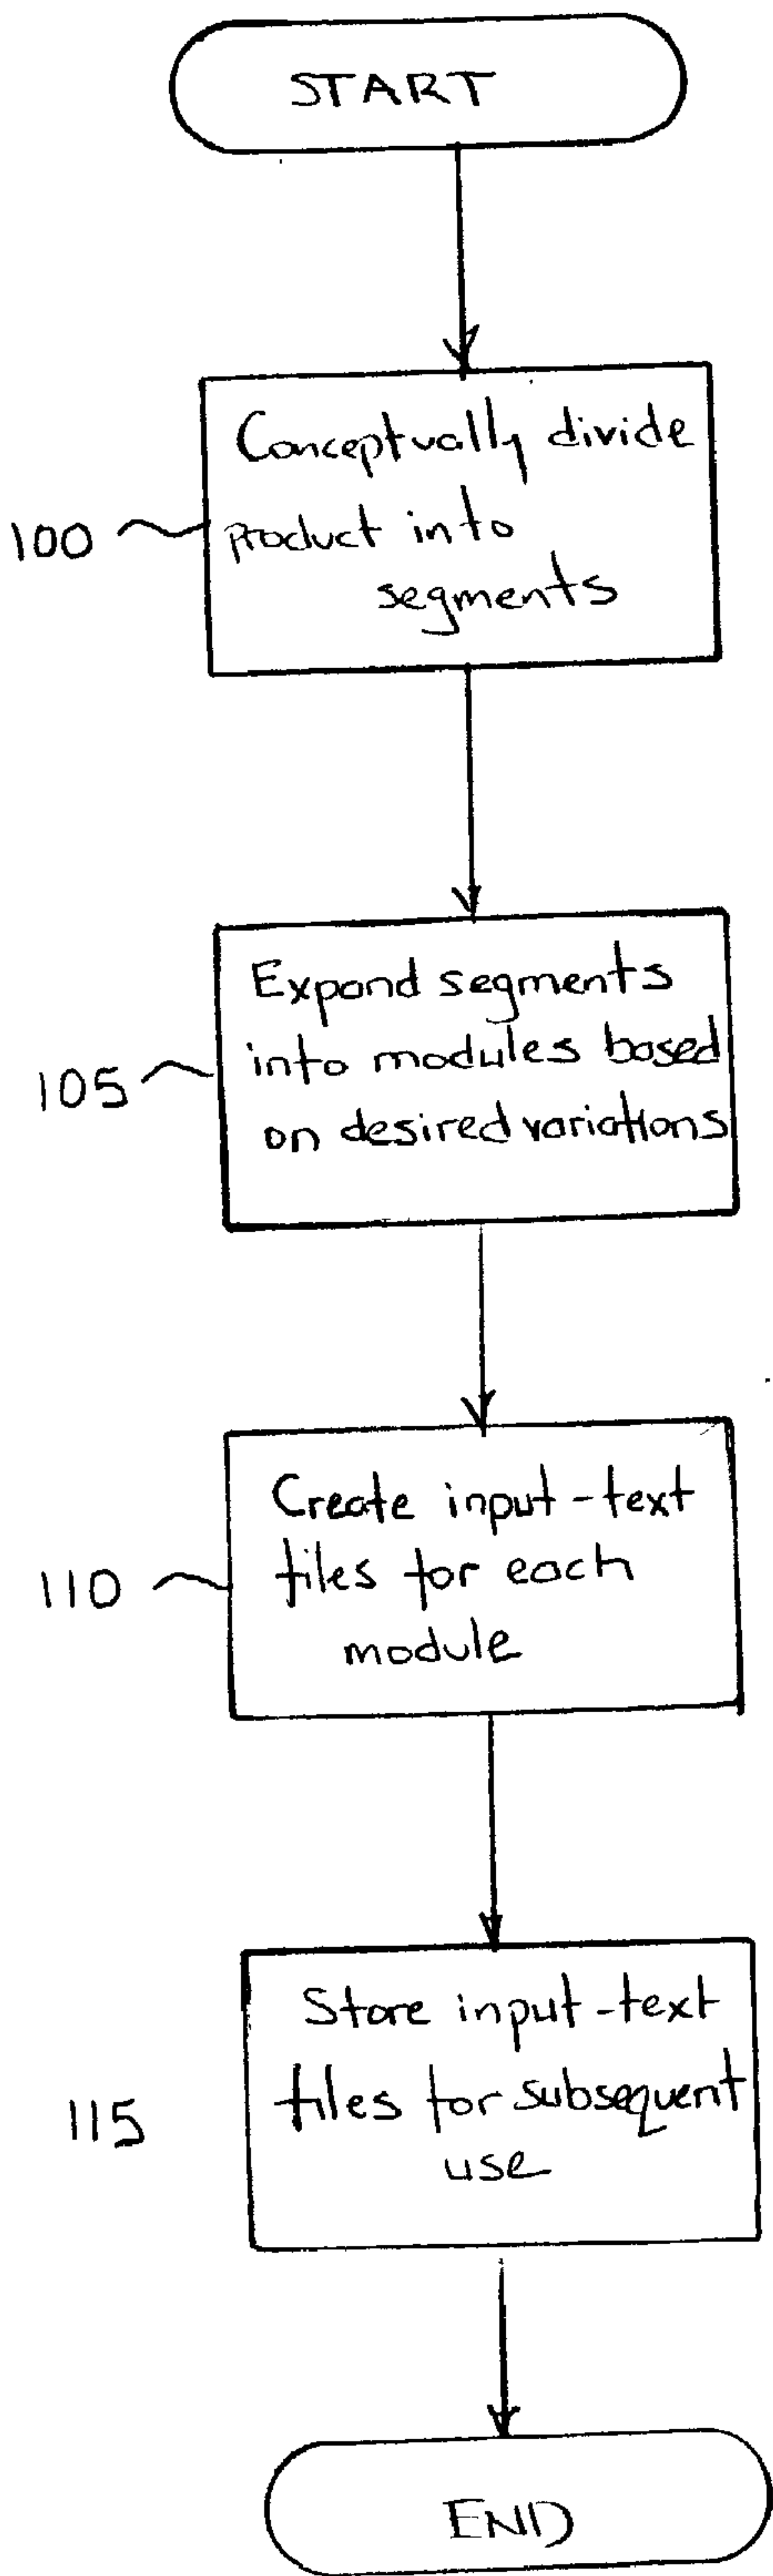 START
Conceptually divide
100 product into
segments
Expand segments
into modules based
105
on desired variations
Create input-text
110 files for each
module
Store input-text
files for subsequent
115
use
END